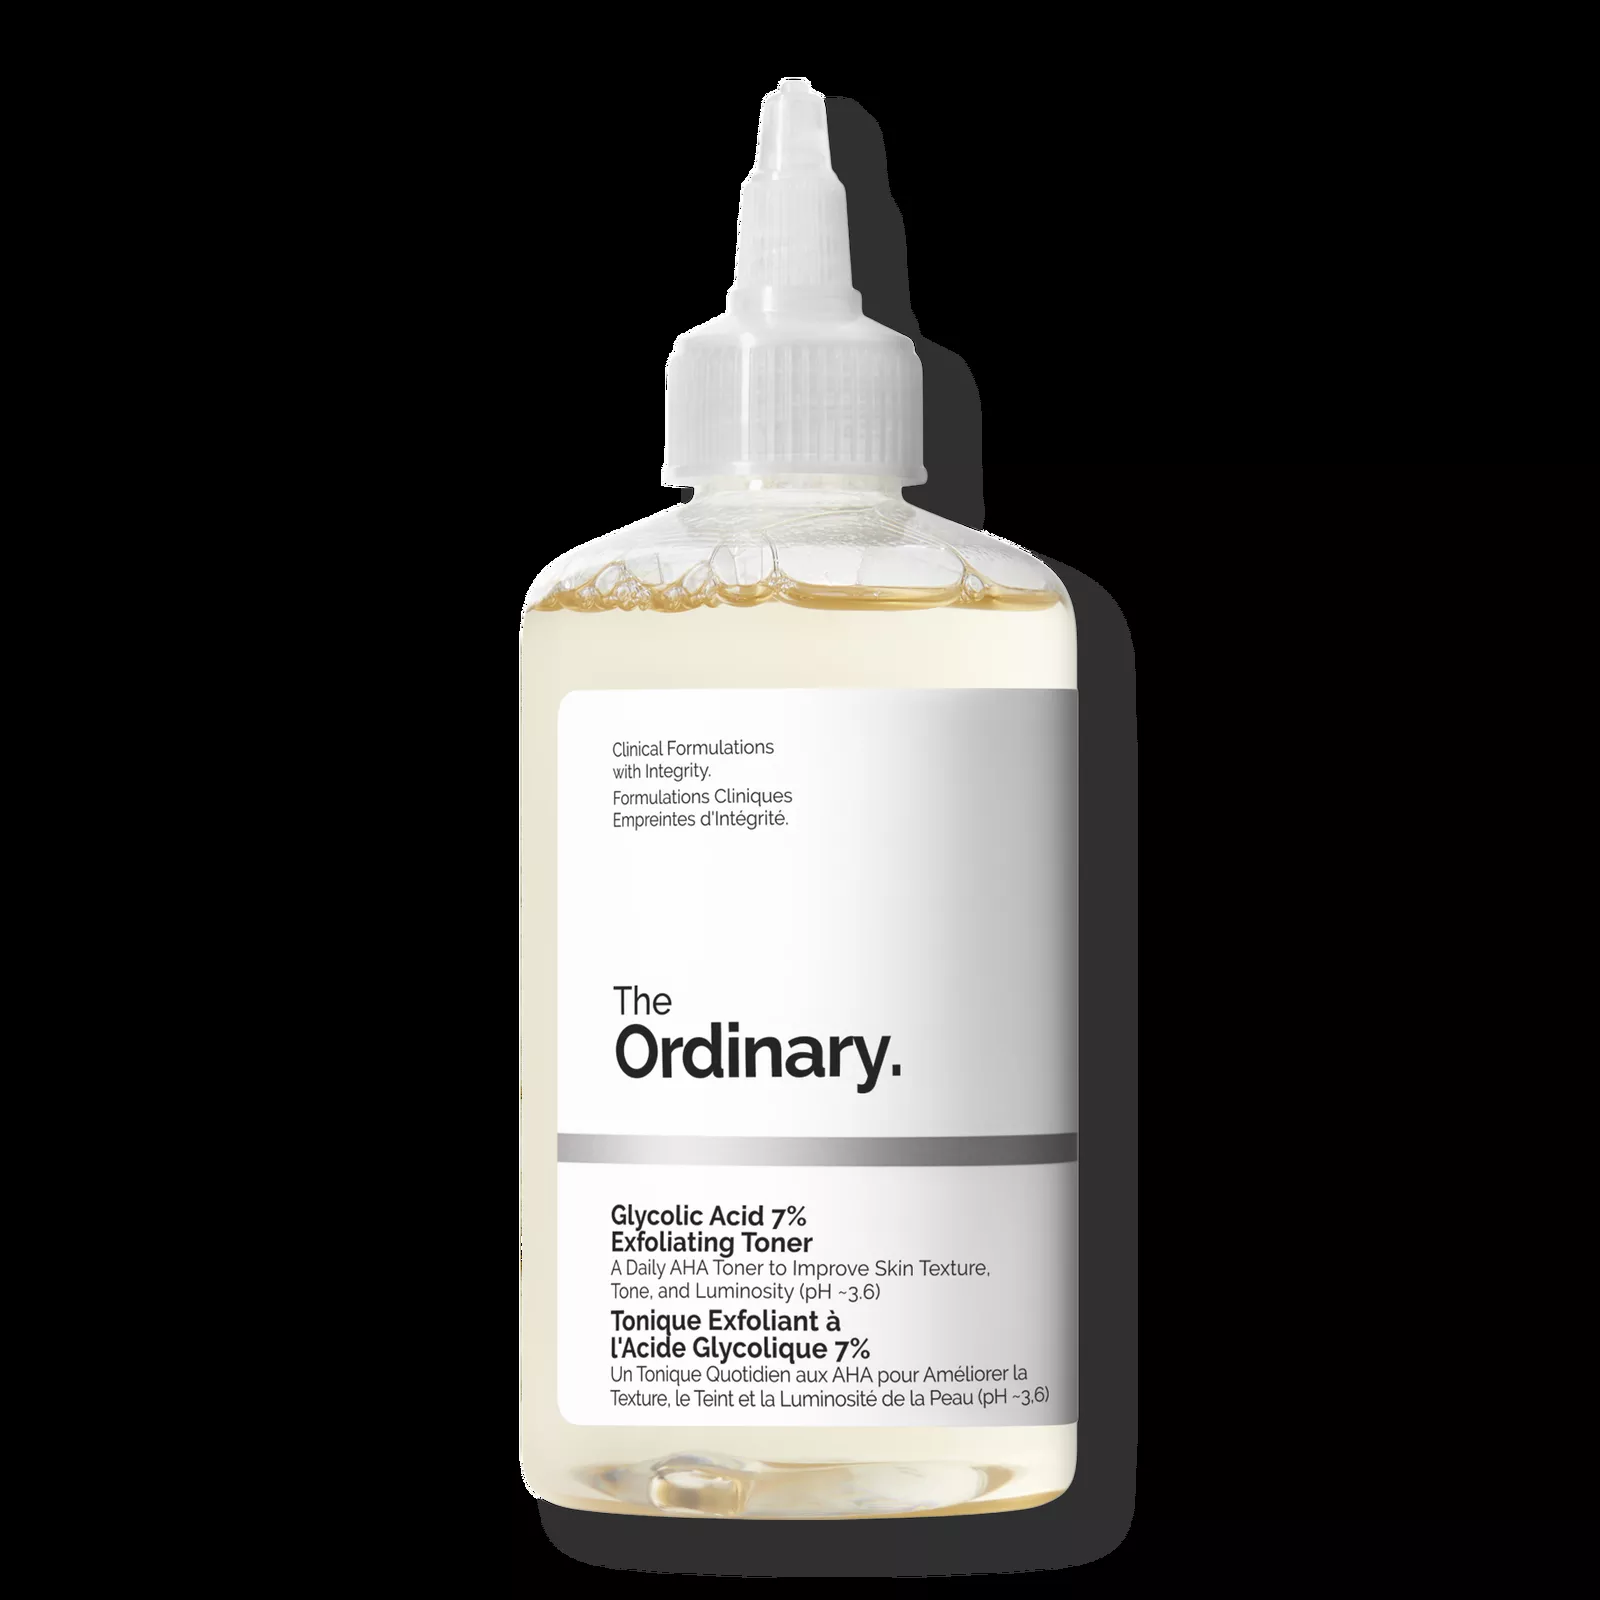 Clinical Formulations
with Integrity.
Formulations Cliniques
Empreintes d'Intégrité.
The
Ordinary.
Glycolic Acid 7%
Exfoliating Toner
A Daily AHA Toner to Improve Skin Texture,
Tone, and Luminosity (pH ~3.6)
Tonique Exfoliant à
l'Acide Glycolique 7%
Un Tonique Quotidien aux AHA pour Améliorer la
Texture, le Teint et la Luminosité de la Peau (pH ~3,6)